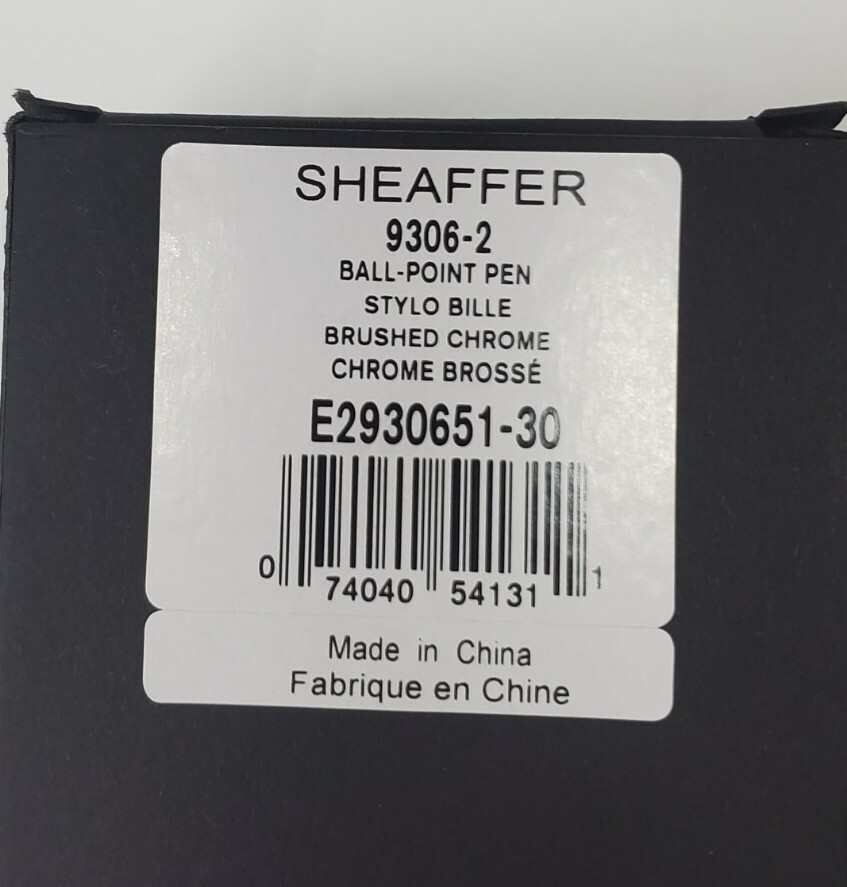 SHEAFFER
9306-2
BALL-POINT PEN
STYLO BILLE
BRUSHED CHROME
CHROME BROSSÉ
E2930651-30
0 74040 54131 1
Made in China
Fabrique en Chine